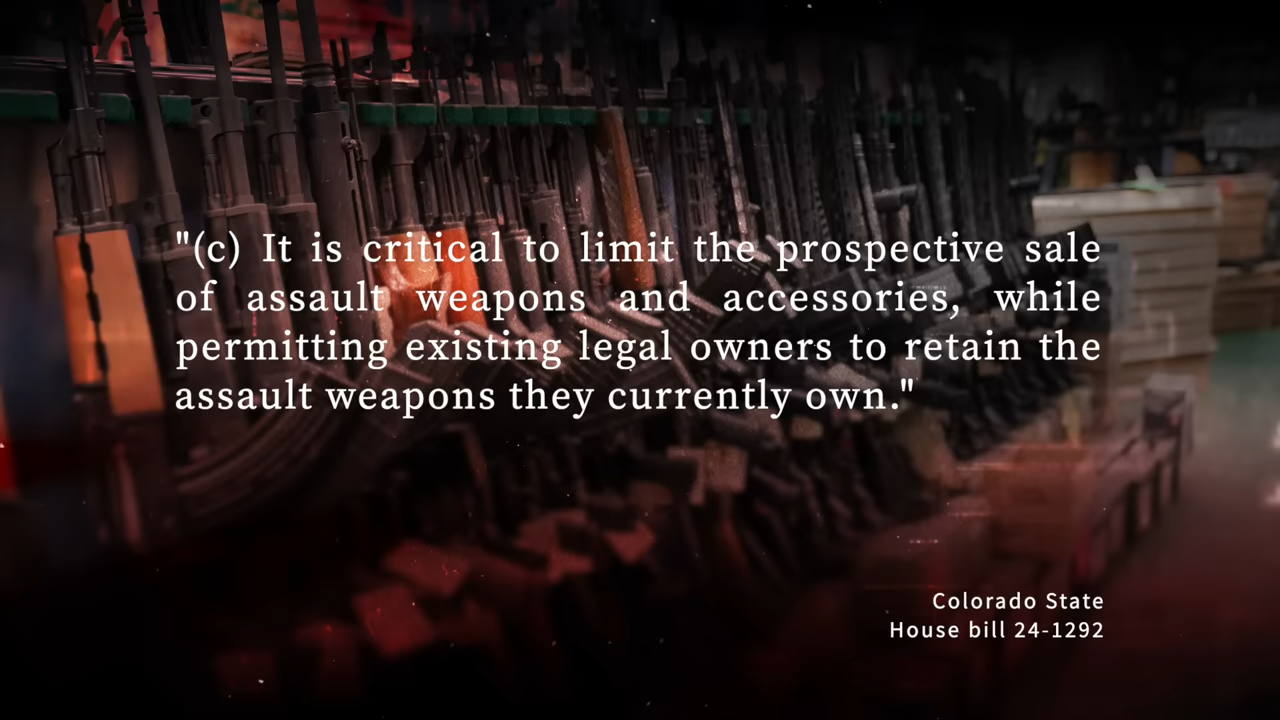 "(c) It is critical to limit the prospective sale
of assault weapons and accessories, while
permitting existing legal owners to retain the
assault weapons they currently own."
Colorado State
House bill 24-1292